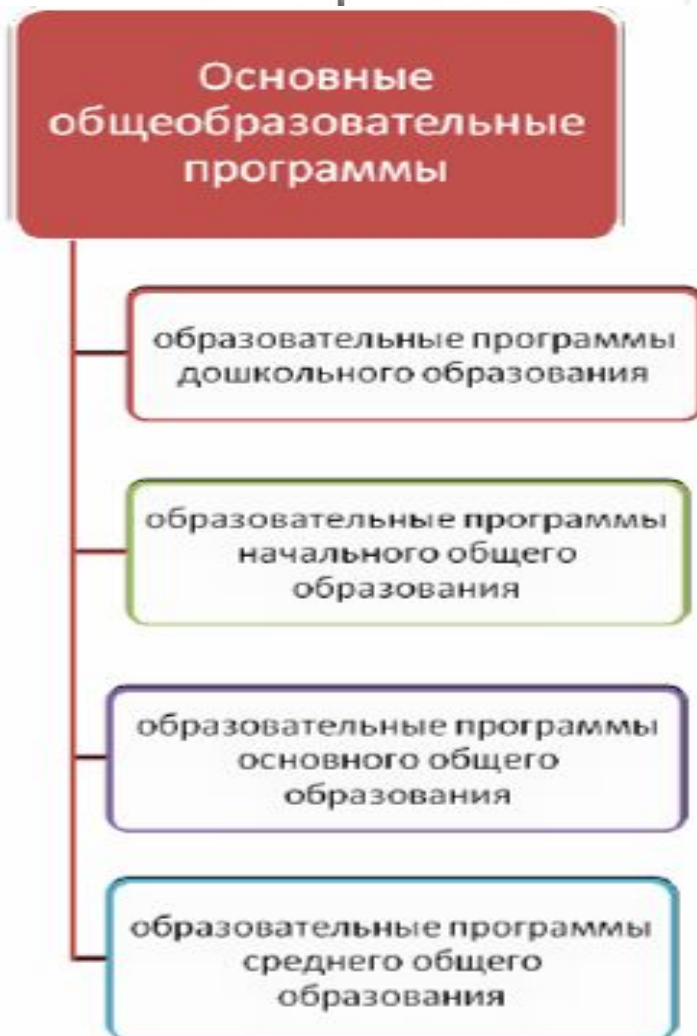 Основные
общеобразовательные
программы
образовательные программы
дошкольного образования
образовательные программы
начального общего
образования
образовательные программы
основного общего
образования
образовательные программы
среднего общего
образования